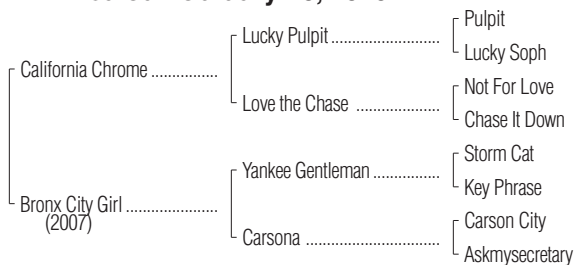 Pulpit
Lucky Pulpit
Lucky Soph
California Chrome
Not For Love
Love the Chase
Chase It Down
Storm Cat
Yankee Gentleman
Key Phrase
Bronx City Girl
(2007)
Carson City
Carsona
Askmysecretary